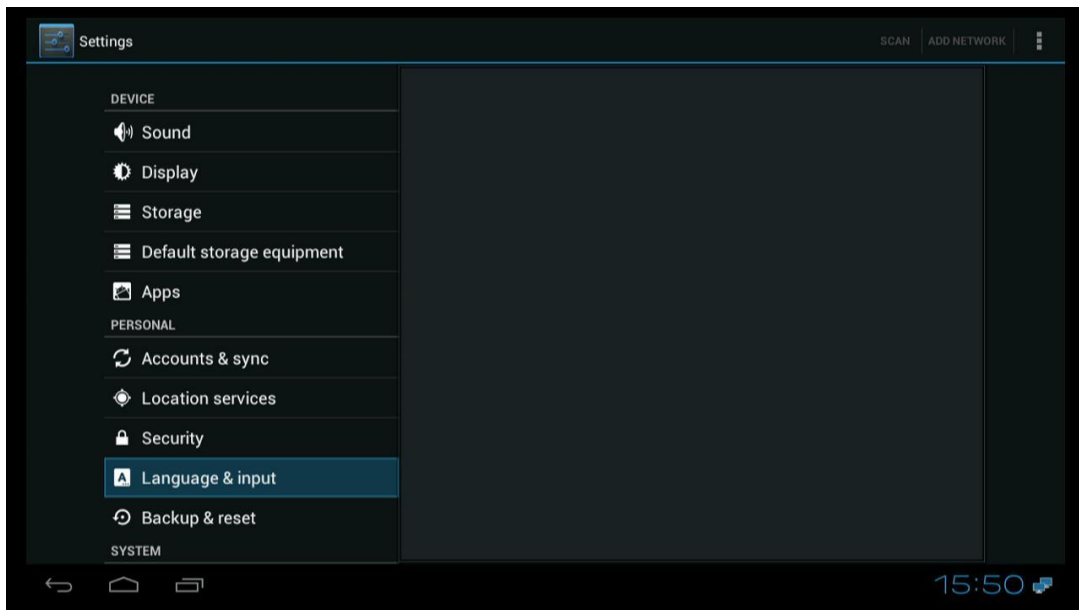 Settings
SCAN
ADD NETWORK
DEVICE
Sound
Display
Storage
Default storage equipment
Apps
PERSONAL
Accounts & sync
Location services
Security
Language & input
Backup & reset
SYSTEM
15:50